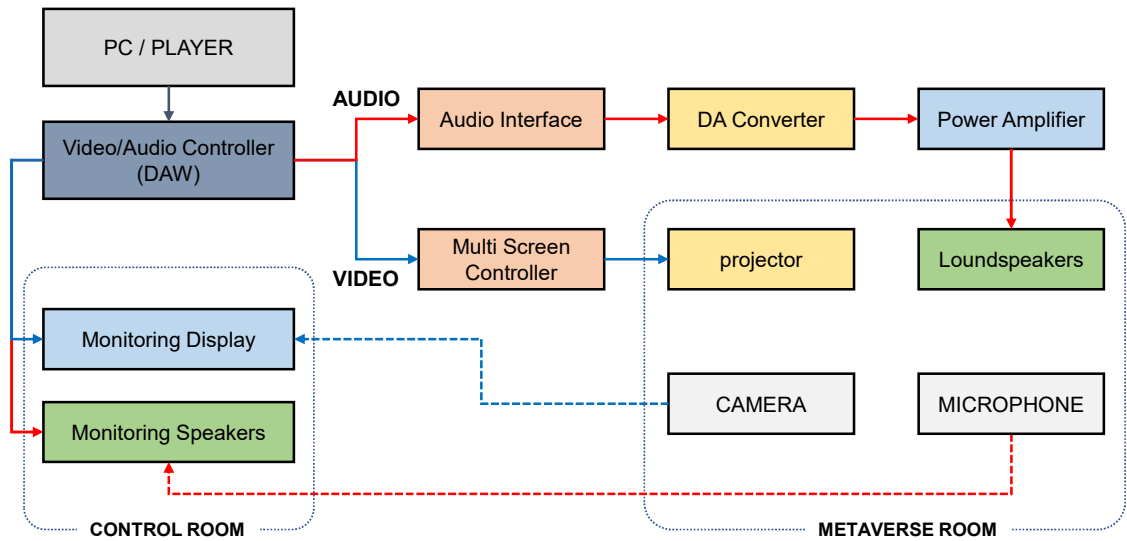 PC / PLAYER
AUDIO
Audio Interface
DA Converter
Power Amplifier
Video/Audio Controller
(DAW)
Multi Screen
Controller
projector
Loundspeakers
VIDEO
Monitoring Display
CAMERA
MICROPHONE
Monitoring Speakers
CONTROL ROOM
METAVERSE ROOM